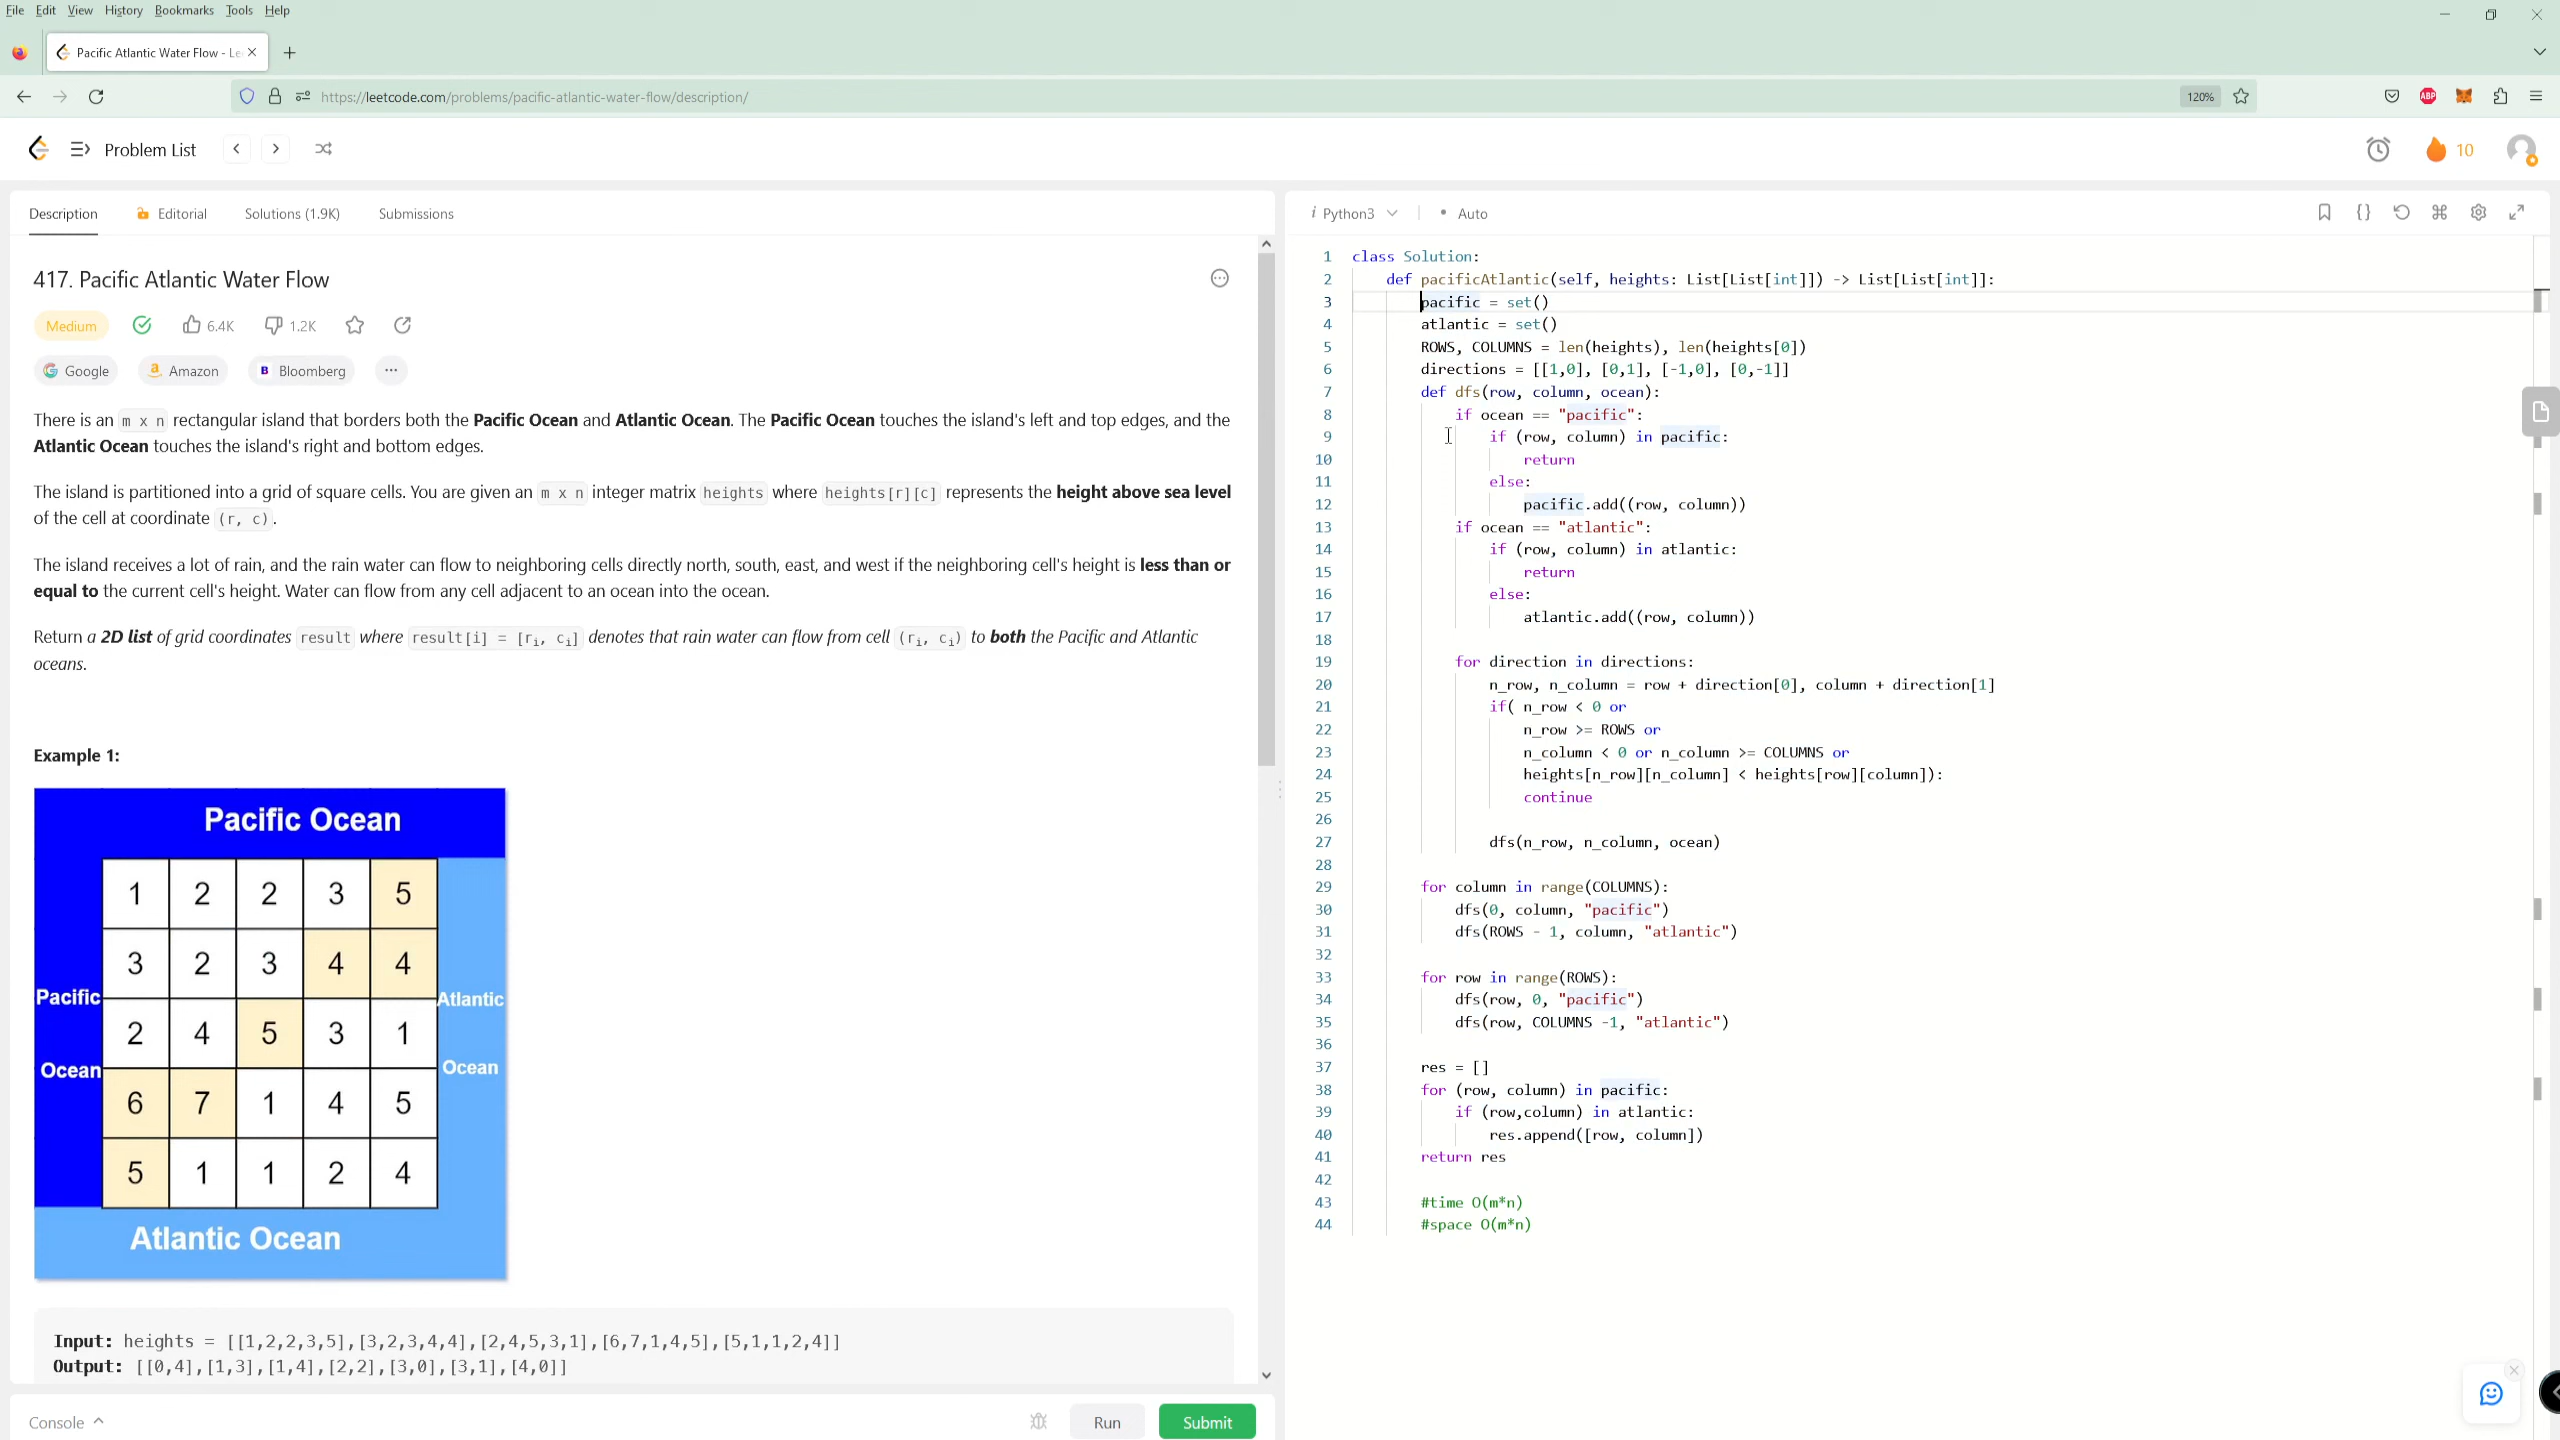 File Edit View History Bookmarks Tools Help
Pacific Atlantic Water Flow - Le
https://leetcode.com/problems/pacific-atlantic-water-flow/description/
120%
ABP
Problem List
10
Description Editorial Solutions (1.9K) Submissions
417. Pacific Atlantic Water Flow
Medium 6.4K 1.2K
Google Amazon Bloomberg ...
There is an m x n rectangular island that borders both the Pacific Ocean and Atlantic Ocean. The Pacific Ocean touches the island's left and top edges, and the
Atlantic Ocean touches the island's right and bottom edges.
The island is partitioned into a grid of square cells. You are given an m x n integer matrix heights where heights[r][c] represents the height above sea level
of the cell at coordinate (r, c).
The island receives a lot of rain, and the rain water can flow to neighboring cells directly north, south, east, and west if the neighboring cell's height is less than or
equal to the current cell's height. Water can flow from any cell adjacent to an ocean into the ocean.
Return a 2D list of grid coordinates result where result[i] = [ri, ci] denotes that rain water can flow from cell (ri, ci) to both the Pacific and Atlantic
oceans.
Example 1:
Pacific Ocean
1 2 2 3 5
3 2 3 4 4
Pacific Atlantic
2 4 5 3 1
Ocean Ocean
6 7 1 4 5
5 1 1 2 4
Atlantic Ocean
Input: heights = [[1,2,2,3,5],[3,2,3,4,4],[2,4,5,3,1],[6,7,1,4,5],[5,1,1,2,4]]
Output: [[0,4],[1,3],[1,4],[2,2],[3,0],[3,1],[4,0]]
Console Run Submit
i Python3 • Auto
1 class Solution:
2 def pacificAtlantic(self, heights: List[List[int]]) -> List[List[int]]:
3 pacific = set()
4 atlantic = set()
5 ROWS, COLUMNS = len(heights), len(heights[0])
6 directions = [[1,0], [0,1], [-1,0], [0,-1]]
7 def dfs(row, column, ocean):
8 if ocean == "pacific":
9 if (row, column) in pacific:
10 return
11 else:
12 pacific.add((row, column))
13 if ocean == "atlantic":
14 if (row, column) in atlantic:
15 return
16 else:
17 atlantic.add((row, column))
18
19 for direction in directions:
20 n_row, n_column = row + direction[0], column + direction[1]
21 if( n_row < 0 or
22 n_row >= ROWS or
23 n_column < 0 or n_column >= COLUMNS or
24 heights[n_row][n_column] < heights[row][column]):
25 continue
26
27 dfs(n_row, n_column, ocean)
28
29 for column in range(COLUMNS):
30 dfs(0, column, "pacific")
31 dfs(ROWS - 1, column, "atlantic")
32
33 for row in range(ROWS):
34 dfs(row, 0, "pacific")
35 dfs(row, COLUMNS -1, "atlantic")
36
37 res = []
38 for (row, column) in pacific:
39 if (row,column) in atlantic:
40 res.append([row, column])
41 return res
42
43 #time O(m*n)
44 #space O(m*n)